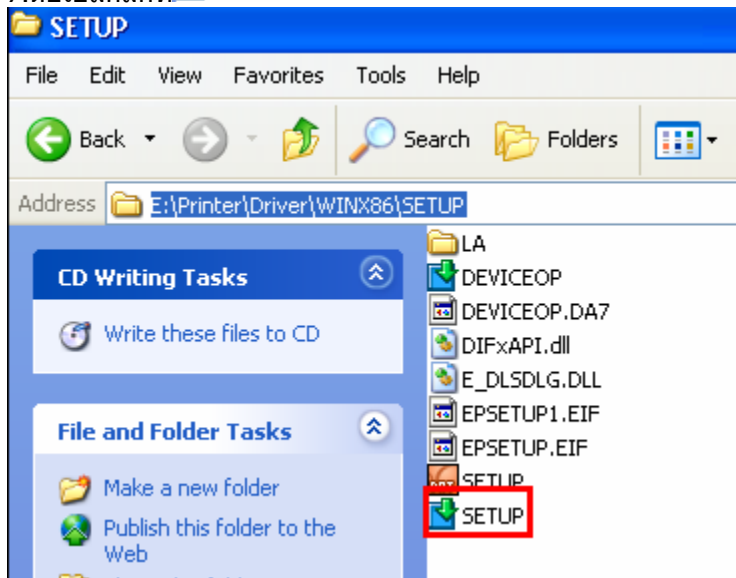 SETUP
File Edit View Favorites Tools Help
Back Search Folders
Address E:\Printer\Driver\WINX86\SETUP
CD Writing Tasks
Write these files to CD
File and Folder Tasks
Make a new folder
Publish this folder to the
Web
LA
DEVICEOP
DEVICEOP.DA7
DIFxAPI.dll
E_DLSDLG.DLL
EPSETUP1.EIF
EPSETUP.EIF
SETUP
SETUP